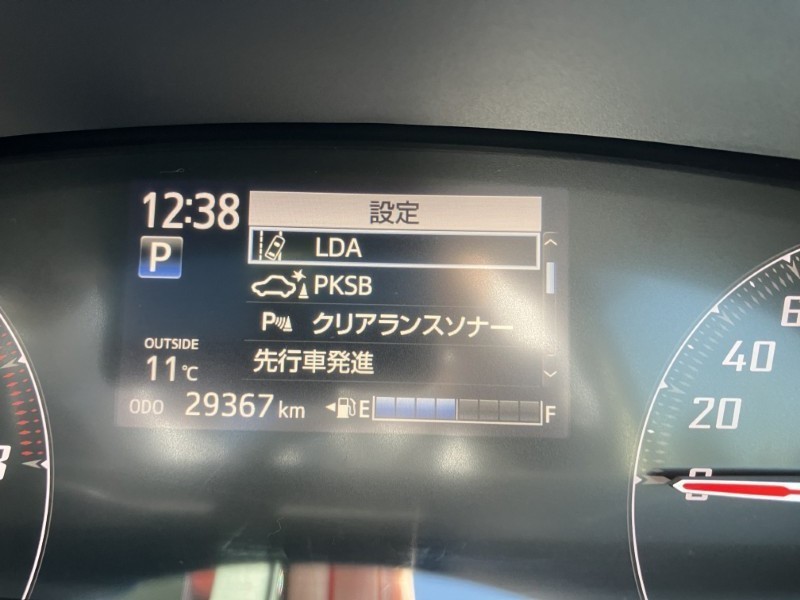 12:38
設定
LDA
P
PKSB
P クリアランスソナー
先行車発進
OUTSIDE
11℃
ODO 29367 km
E F
40
20
0